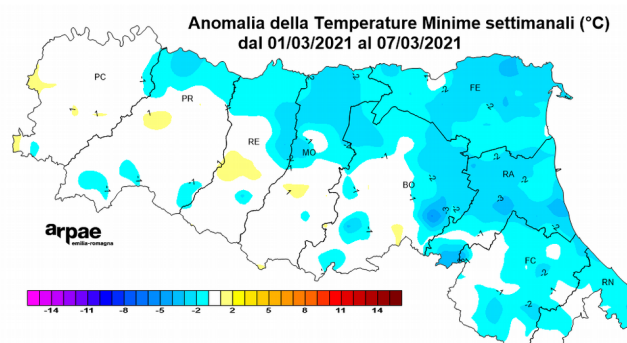 Anomalia della Temperature Minime settimanali (°C)
dal 01/03/2021 al 07/03/2021
PC
PR
RE
MO
BO
FE
RA
FC
RN
arpae
emilia-romagna
-14 -11 -8 -5 -2 2 5 8 11 14